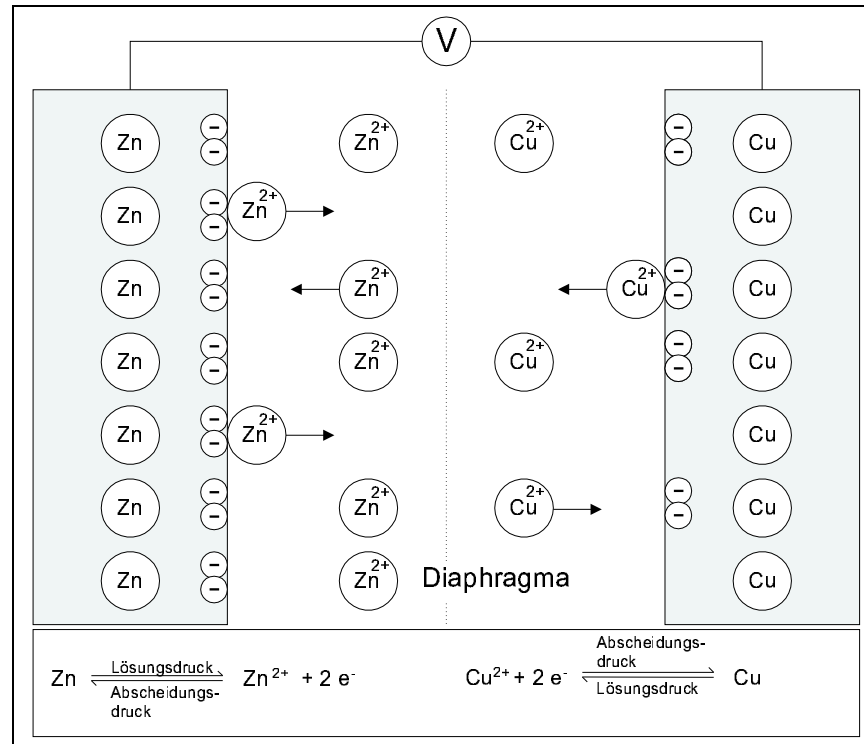 V
Zn − − Zn2+ Cu2+ − − Cu
Zn − − Zn2+ Cu
Zn − − Zn2+ Cu2+ − − Cu
Zn − − Zn2+ Cu2+ − − Cu
Zn − − Zn2+ Cu
Zn − − Zn2+ Cu2+ − − Cu
Zn − − Zn2+ Diaphragma Cu
Zn Lösungsdruck Zn2+ + 2 e-
Abscheidungs-
druck
Cu2+ + 2 e- Abscheidungs-
druck Cu
Lösungsdruck